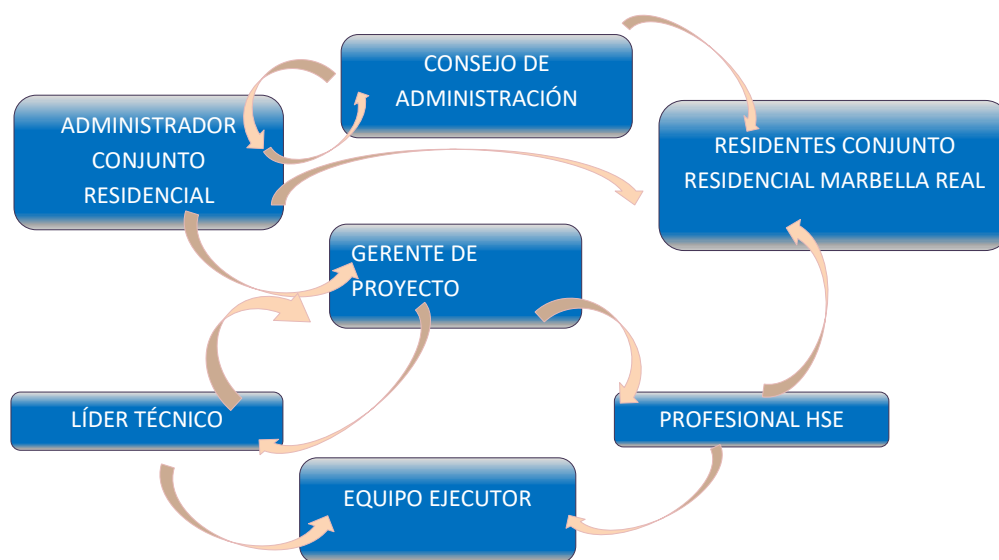 CONSEJO DE
ADMINISTRACIÓN
ADMINISTRADOR
CONJUNTO
RESIDENCIAL
RESIDENTES CONJUNTO
RESIDENCIAL MARBELLA REAL
GERENTE DE
PROYECTO
LÍDER TÉCNICO
PROFESIONAL HSE
EQUIPO EJECUTOR